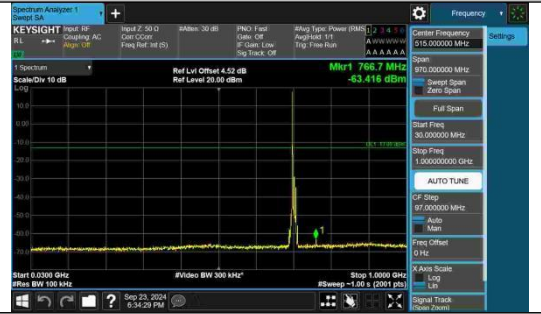 Spectrum Analyzer 1
Swept SA
+
Frequency
KEYSIGHT
RL
Input: RF
Coupling: AC
Align: Off
Input Z: 50 Ω
Corr CCorr
Freq Ref: Int (S)
#Atten: 30 dB
PNO: Fast
Gate: Off
IF Gain: Low
Sig Track: Off
#Avg Type: Power (RMS
Avg|Hold: 1/1
Trig: Free Run
1 2 3 4 5 6
A W W W W W
A A A A A A
Center Frequency
515.000000 MHz
Settings
Span
970.000000 MHz
Swept Span
Zero Span
Full Span
Start Freq
30.000000 MHz
Stop Freq
1.000000000 GHz
AUTO TUNE
CF Step
97.000000 MHz
Auto
Man
Freq Offset
0 Hz
X Axis Scale
Log
Lin
Signal Track
(Span Zoom)
1 Spectrum
Scale/Div 10 dB
Ref Lvl Offset 4.52 dB
Ref Level 20.00 dBm
Mkr1 766.7 MHz
-63.416 dBm
Log
10.0
0.00
-10.0
-20.0
-30.0
-40.0
-50.0
-60.0
-70.0
1
Start 0.0300 GHz
#Res BW 100 kHz
#Video BW 300 kHz*
Stop 1.0000 GHz
#Sweep ~1.00 s (2001 pts)
?
Sep 23, 2024
6:34:29 PM